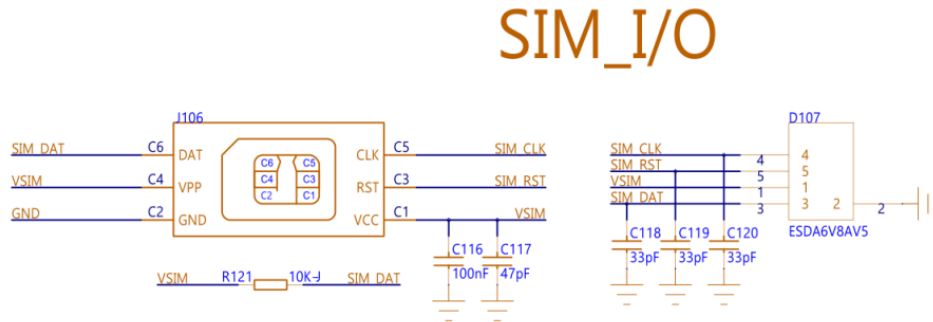 SIM_I/O
J106
D107
SIM_DAT C6 DAT CLK C5 SIM_CLK
VSIM C4 VPP RST C3 SIM_RST
GND C2 GND VCC C1 VSIM
C6 C5
C4 C3
C2 C1
SIM_CLK 4 4
SIM_RST 5 5
VSIM 1 1
SIM_DAT 3 3 2 2
ESDA6V8AV5
C116 C117
100nF 47pF
C118 C119 C120
33pF 33pF 33pF
VSIM R121 10K-J SIM_DAT